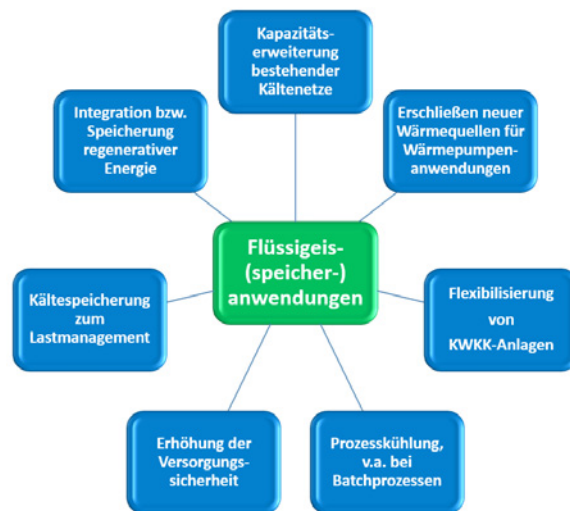 Kapazitäts-
erweiterung
bestehender
Kältenetze
Integration bzw.
Speicherung
regenerativer
Energie
Erschließen neuer
Wärmequellen für
Wärmepumpen-
anwendungen
Flüssigeis-
(speicher-)
anwendungen
Kältespeicherung
zum
Lastmanagement
Flexibilisierung
von
KWKK-Anlagen
Erhöhung der
Versorgungs-
sicherheit
Prozesskühlung,
v.a. bei
Batchprozessen